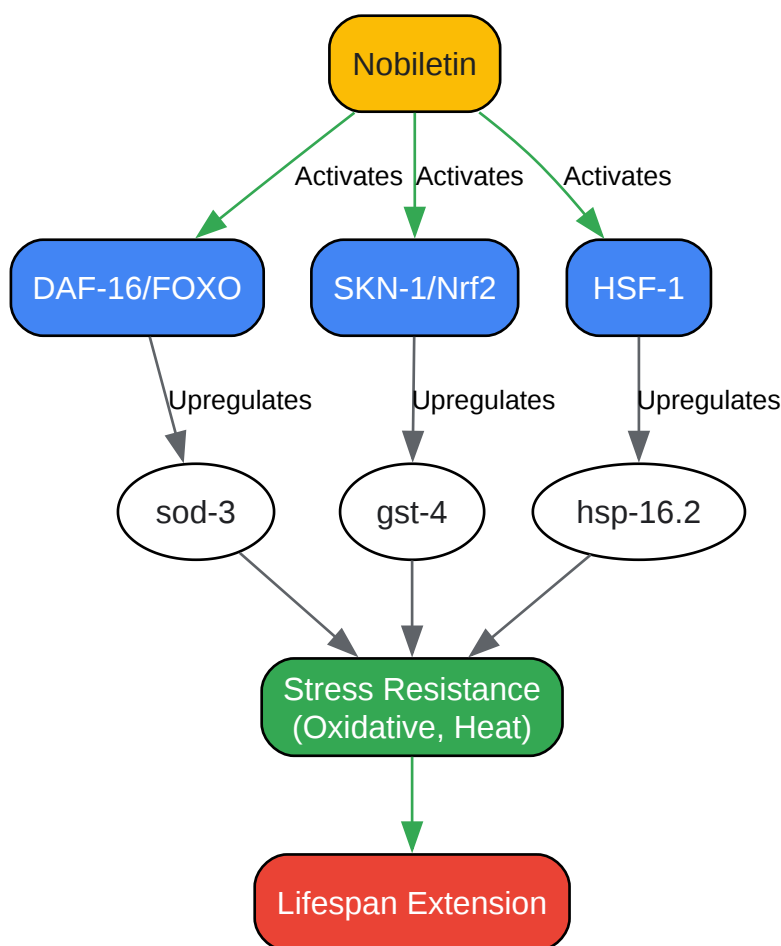 Nobiletin
Activates
Activates
Activates
DAF-16/FOXO
SKN-1/Nrf2
HSF-1
Upregulates
Upregulates
Upregulates
sod-3
gst-4
hsp-16.2
Stress Resistance
(Oxidative, Heat)
Lifespan Extension